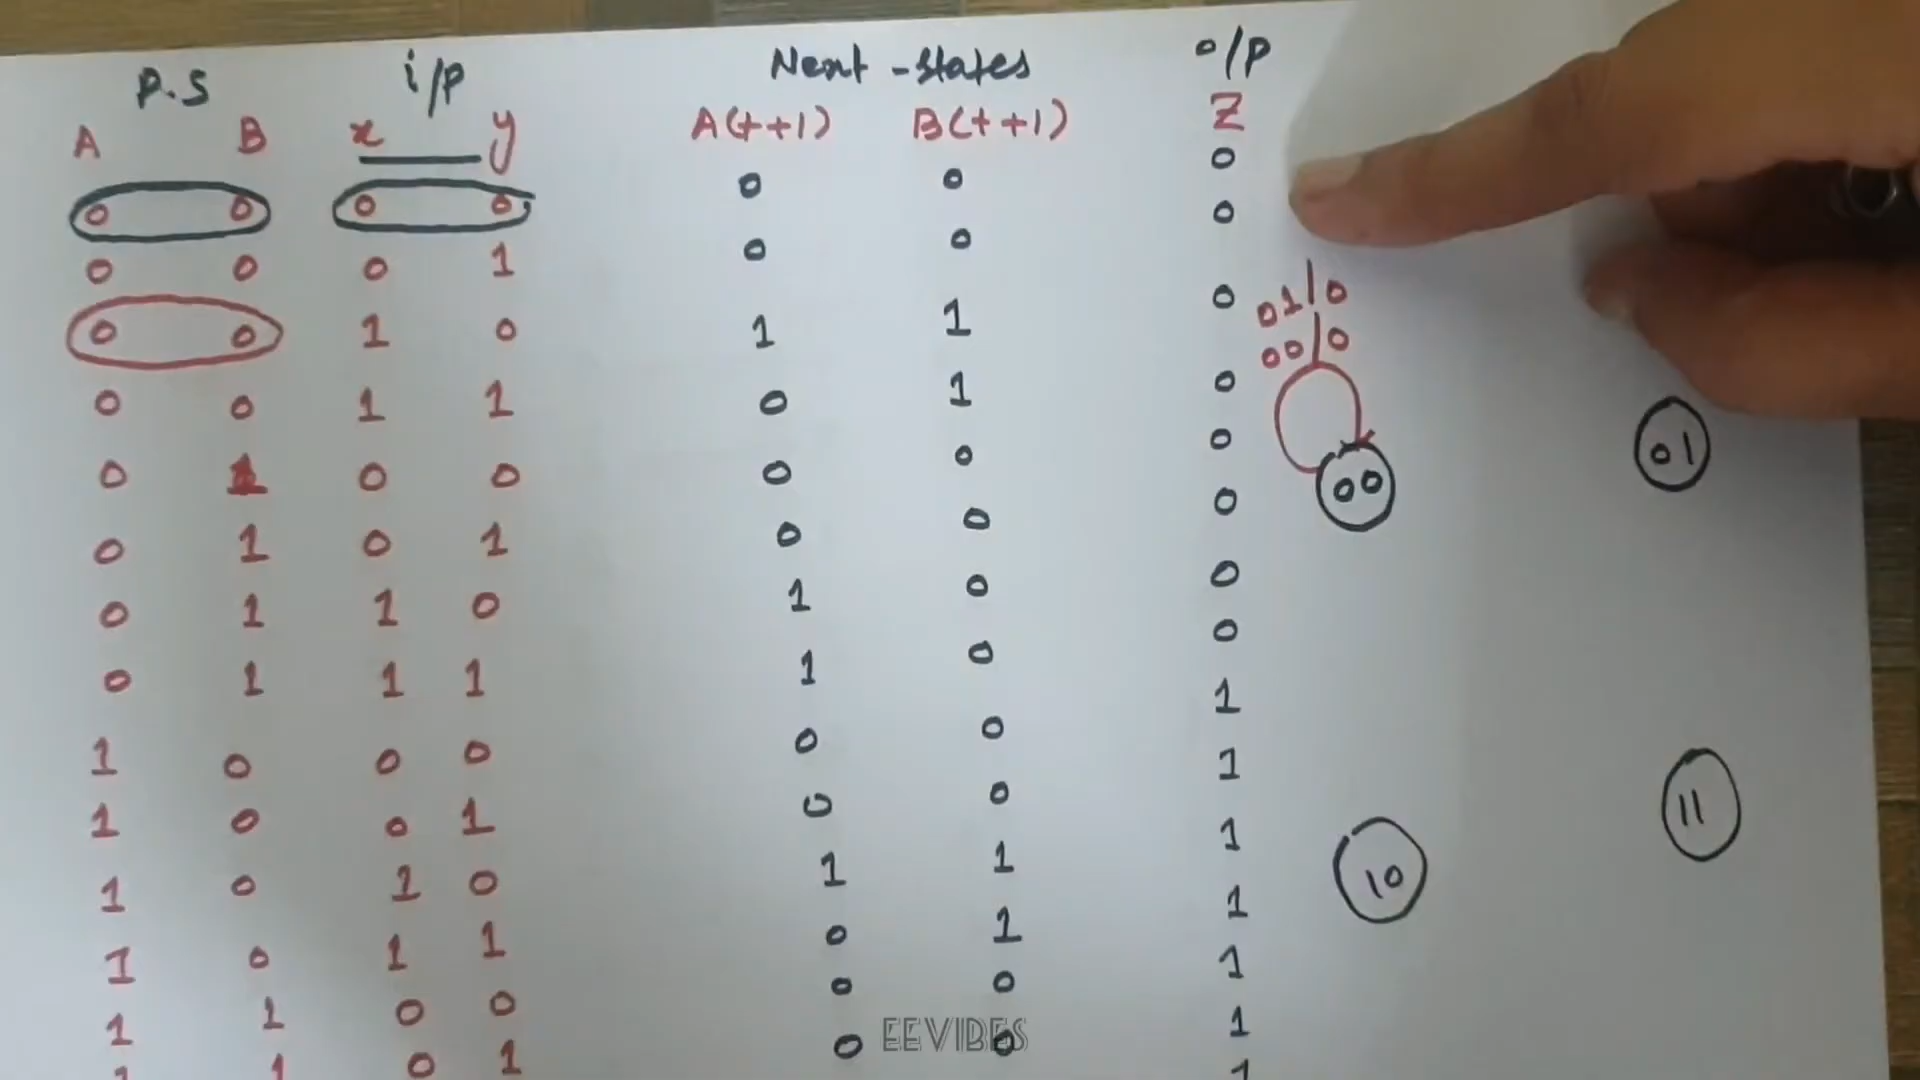 P.S i/p Next-states o/p
A B x y A(t+1) B(t+1) Z
0 0 0 0 0 0 0
0 0 0 1 0 0 0
0 0 1 0 1 1 0
0 0 1 1 0 1 0
0 1 0 0 0 0 0
0 1 0 1 0 0 0
0 1 1 0 1 0 0
0 1 1 1 1 0 0
1 0 0 0 0 0 1
1 0 0 1 0 0 1
1 0 1 0 1 1 1
1 0 1 1 0 1 1
1 1 0 0 0 0 1
1 1 0 1 0 0 1
1
01/0
00/0
00
01
10
11
EEVIBES